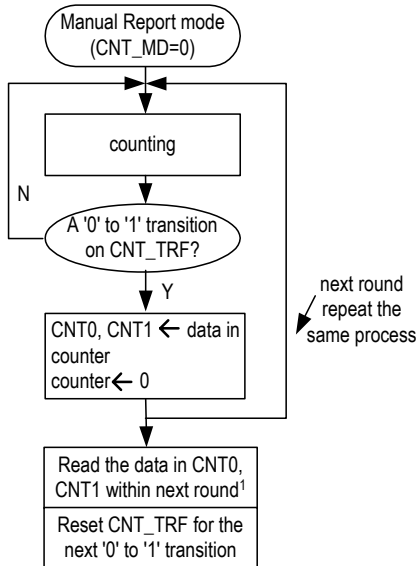 Manual Report mode
(CNT_MD=0)
counting
N
A '0' to '1' transition
on CNT_TRF?
Y
CNT0, CNT1 ← data in
counter
counter← 0
next round
repeat the
same process
Read the data in CNT0,
CNT1 within next round¹
Reset CNT_TRF for the
next '0' to '1' transition